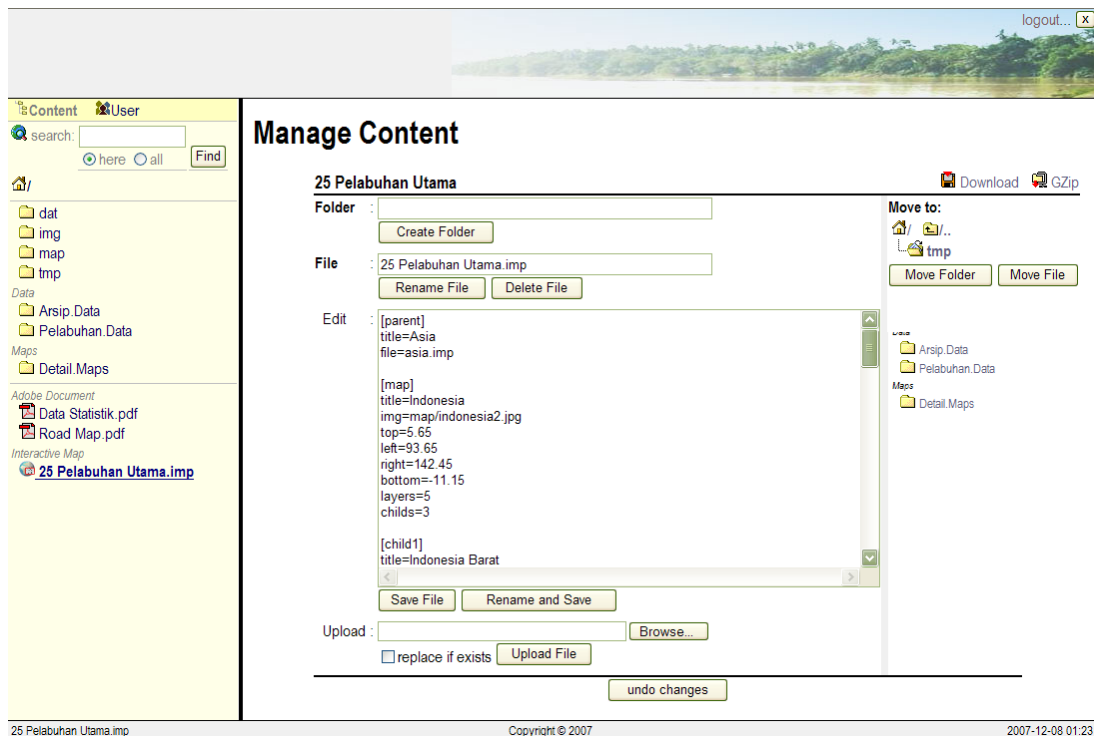 logout... x
Content User
search:
here all Find
/
dat
img
map
tmp
Data
Arsip.Data
Pelabuhan.Data
Maps
Detail.Maps
Adobe Document
Data Statistik.pdf
Road Map.pdf
Interactive Map
25 Pelabuhan Utama.imp
Manage Content
25 Pelabuhan Utama Download GZip
Folder :
Create Folder
File : 25 Pelabuhan Utama.imp
Rename File Delete File
Edit : [parent]
title=Asia
file=asia.imp
[map]
title=Indonesia
img=map/indonesia2.jpg
top=5.65
left=93.65
right=142.45
bottom=-11.15
layers=5
childs=3
[child1]
title=Indonesia Barat
Save File Rename and Save
Upload : Browse...
replace if exists Upload File
undo changes
Move to:
/ /..
tmp
Move Folder Move File
Data
Arsip.Data
Pelabuhan.Data
Maps
Detail.Maps
25 Pelabuhan Utama.imp Copyright © 2007 2007-12-08 01:23